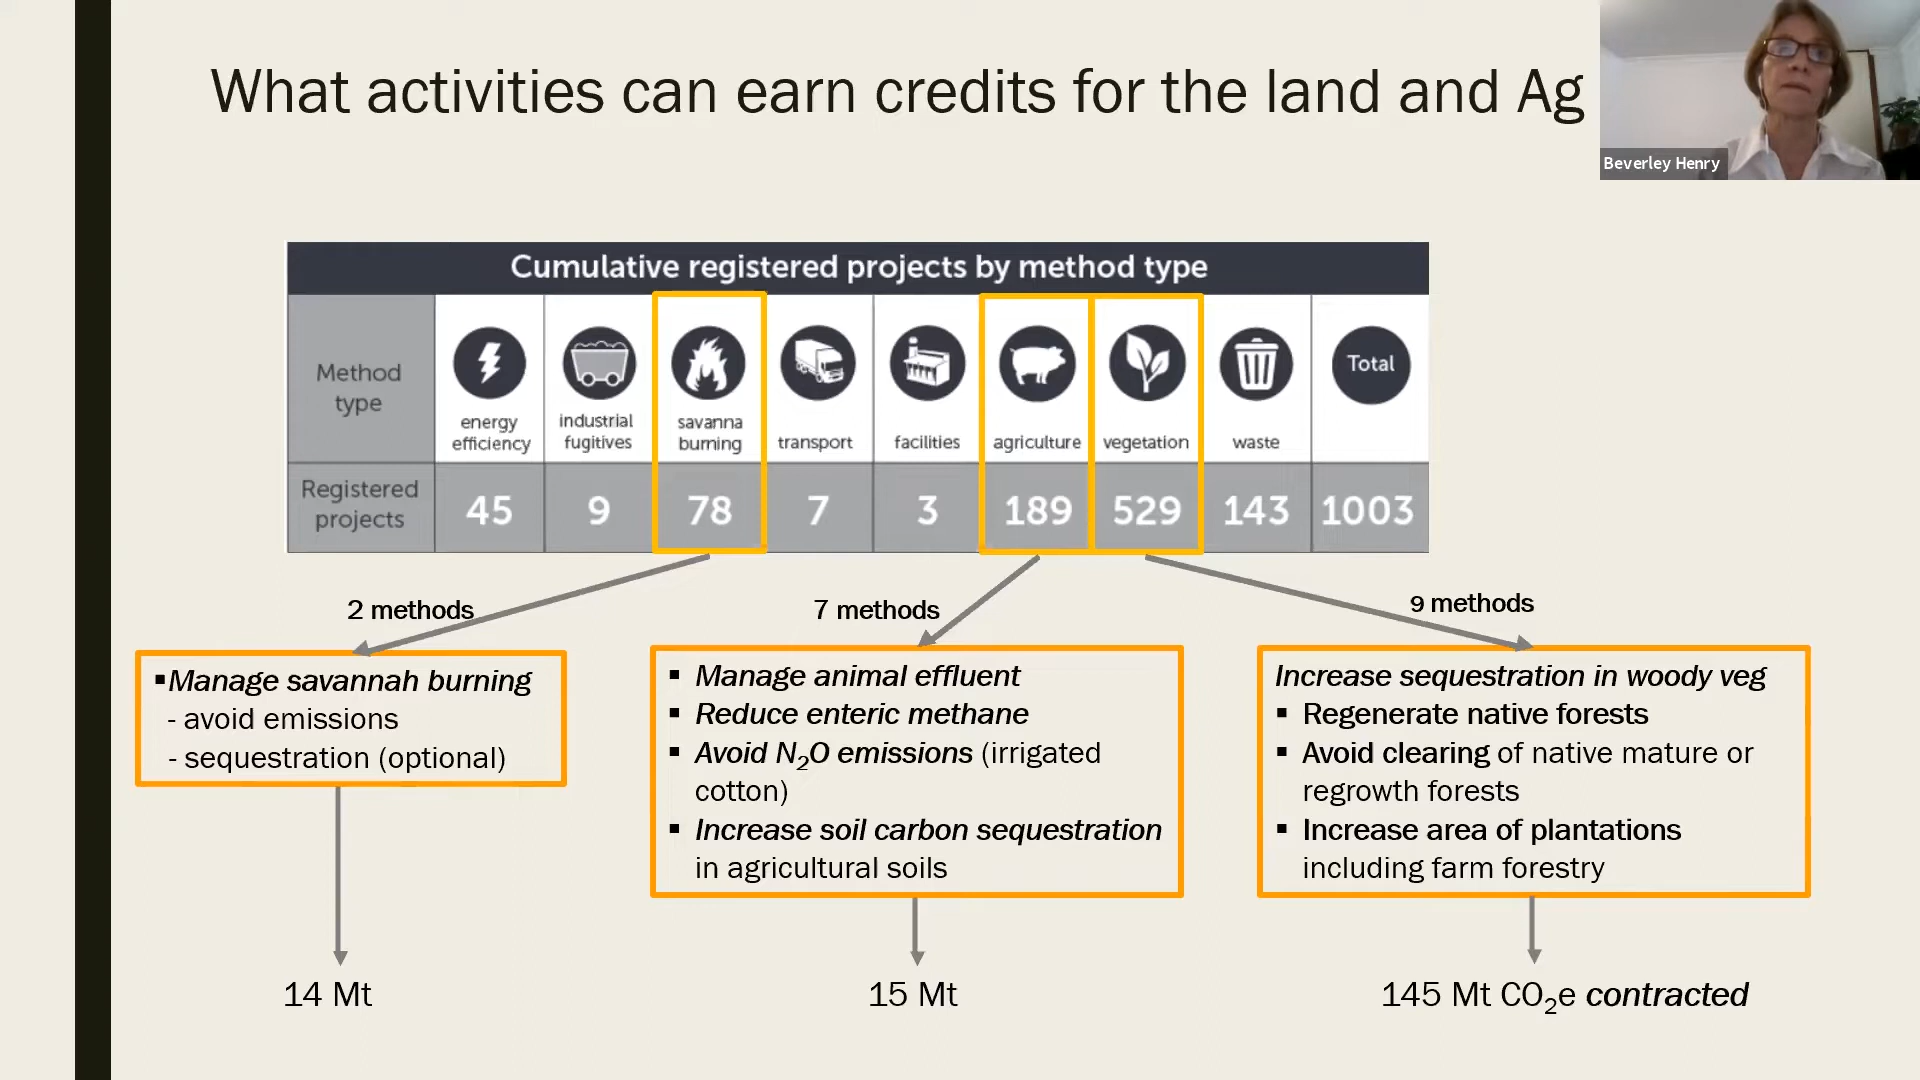 What activities can earn credits for the land and Ag
Beverley Henry
Cumulative registered projects by method type
Method
type
energy
efficiency
industrial
fugitives
savanna
burning
transport
facilities
agriculture
vegetation
waste
Total
Registered
projects
45
9
78
7
3
189
529
143
1003
2 methods
7 methods
9 methods
▪Manage savannah burning
- avoid emissions
- sequestration (optional)
▪ Manage animal effluent
▪ Reduce enteric methane
▪ Avoid N₂O emissions (irrigated
cotton)
▪ Increase soil carbon sequestration
in agricultural soils
Increase sequestration in woody veg
▪ Regenerate native forests
▪ Avoid clearing of native mature or
regrowth forests
▪ Increase area of plantations
including farm forestry
14 Mt
15 Mt
145 Mt CO₂e contracted